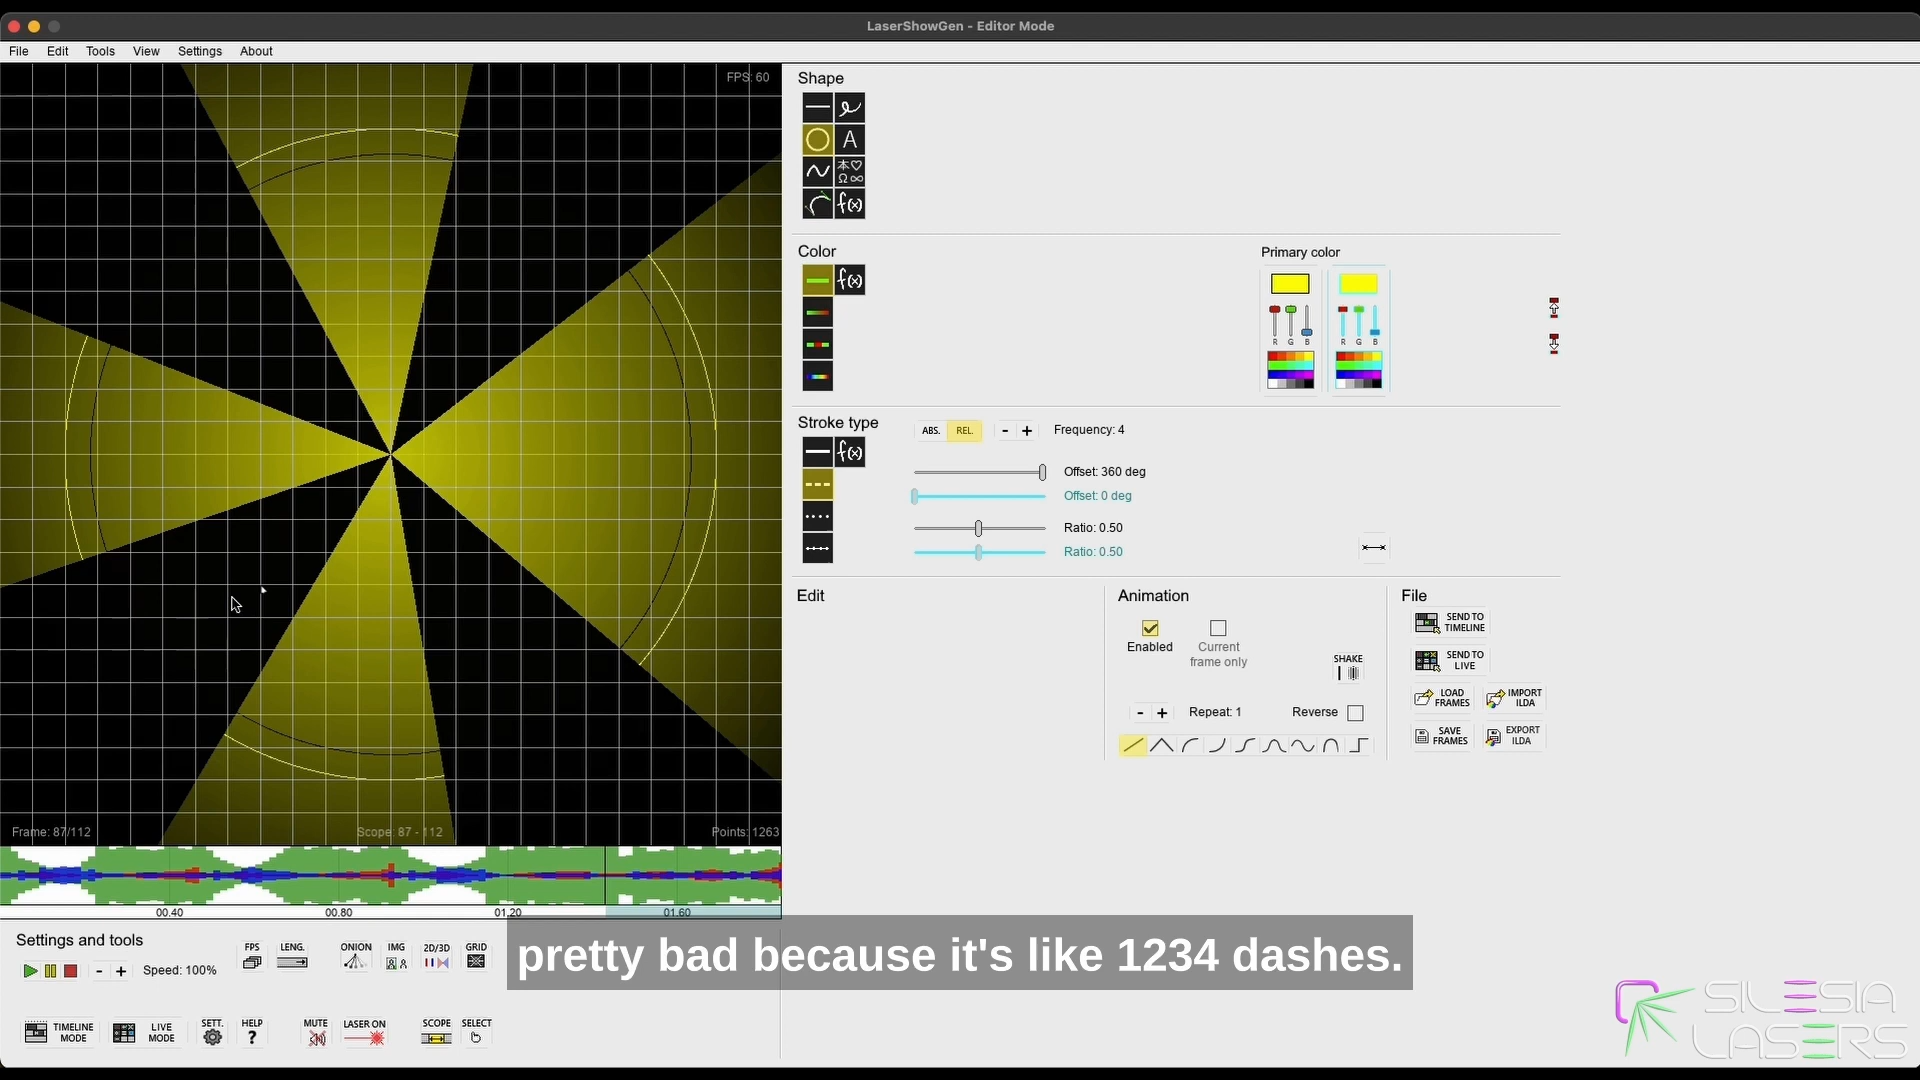 LaserShowGen - Editor Mode
File Edit Tools View Settings About
FPS: 60
Shape
A
f(x)
Color
f(x)
Primary color
R G B
R G B
Stroke type
f(x)
ABS. REL. - + Frequency: 4
Offset: 360 deg
Offset: 0 deg
Ratio: 0.50
Ratio: 0.50
Edit
Animation
Enabled
Current
frame only
SHAKE
- + Repeat: 1 Reverse
File
SEND TO
TIMELINE
SEND TO
LIVE
LOAD
FRAMES
IMPORT
ILDA
SAVE
FRAMES
EXPORT
ILDA
Frame: 87/112 Scope: 87 - 112 Points: 1263
00.40 00.80 01.20 01.60
Settings and tools
- + Speed: 100%
FPS LENG. ONION IMG 2D/3D GRID
TIMELINE
MODE
LIVE
MODE
SETT. HELP MUTE LASER ON SCOPE SELECT
pretty bad because it's like 1234 dashes.
SILESIA
LASERS